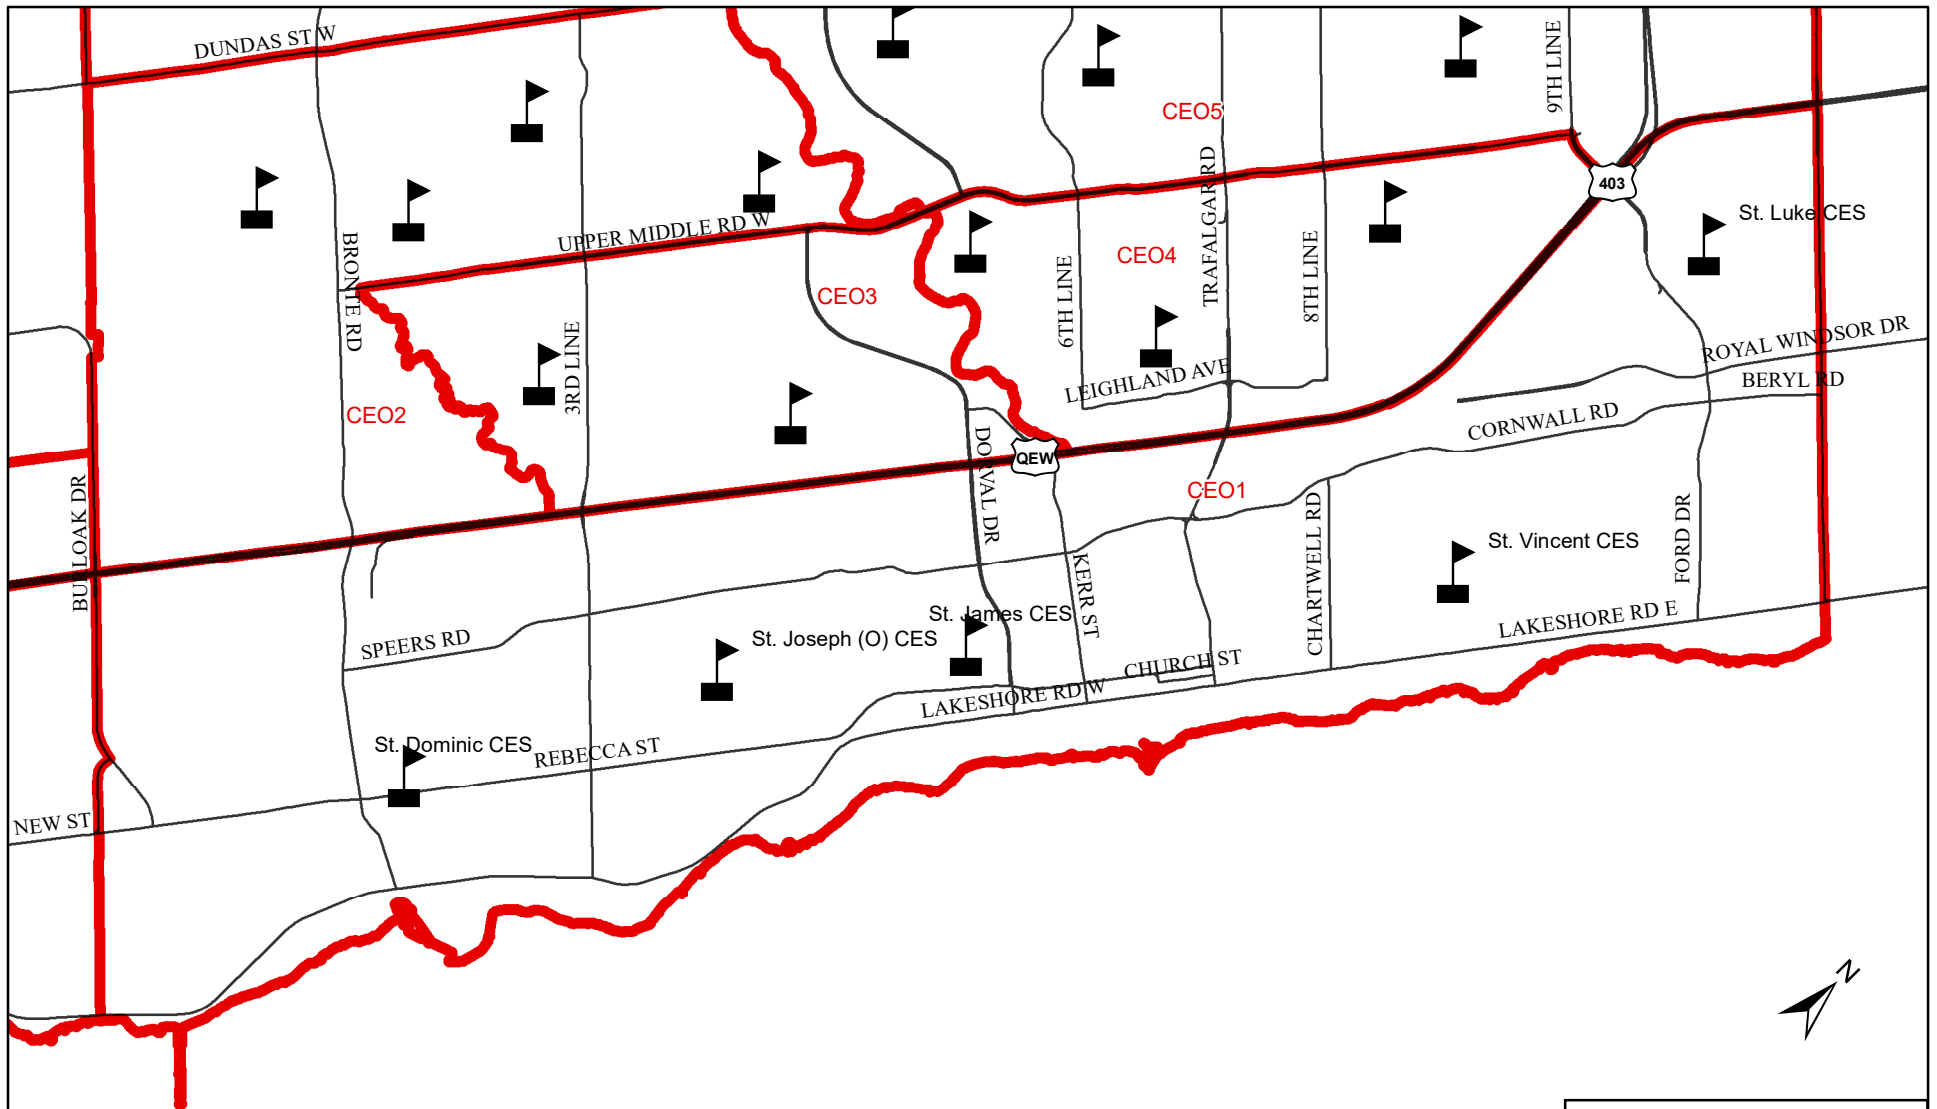 DUNDAS ST W
9TH LINE
CEO5
TRAFALGAR RD
403
St. Luke CES
UPPER MIDDLE RD W
BRONTE RD
CEO4
6TH LINE
8TH LINE
CEO3
3RD LINE
ROYAL WINDSOR DR
LEIGHLAND AVE
BERYL RD
CEO2
CORNWALL RD
DORVAL DR
QEW
CEO1
BURLOAK DR
CHARTWELL RD
FORD DR
St. Vincent CES
KERR ST
St. James CES
LAKESHORE RD E
SPEERS RD
St. Joseph (O) CES
CHURCH ST
LAKESHORE RD W
St. Dominic CES
REBECCA ST
NEW ST
N